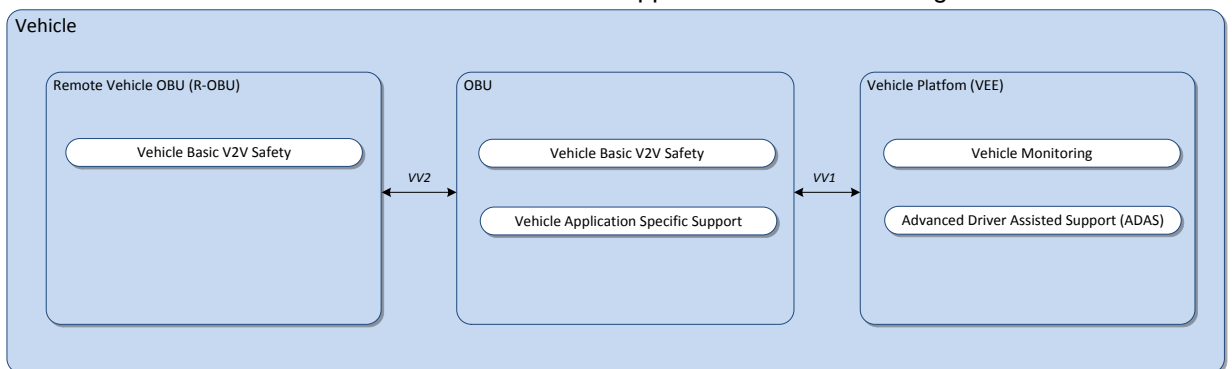 Vehicle
Remote Vehicle OBU (R-OBU)
Vehicle Basic V2V Safety
VV2
OBU
Vehicle Basic V2V Safety
Vehicle Application Specific Support
VV1
Vehicle Platfom (VEE)
Vehicle Monitoring
Advanced Driver Assisted Support (ADAS)